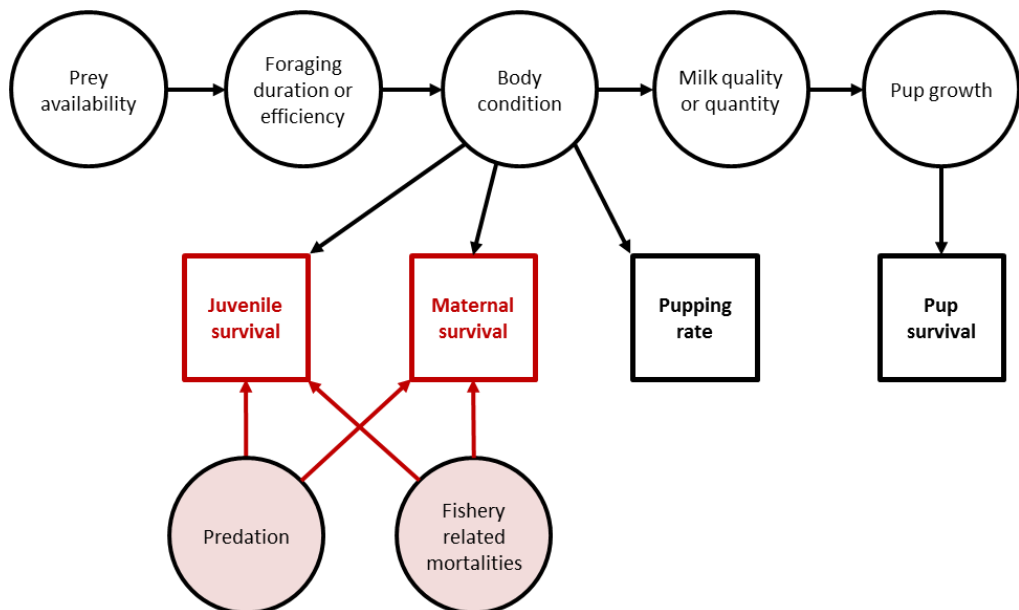 Prey
availability
Foraging
duration or
efficiency
Body
condition
Milk quality
or quantity
Pup growth
Juvenile
survival
Maternal
survival
Pupping
rate
Pup
survival
Predation
Fishery
related
mortalities